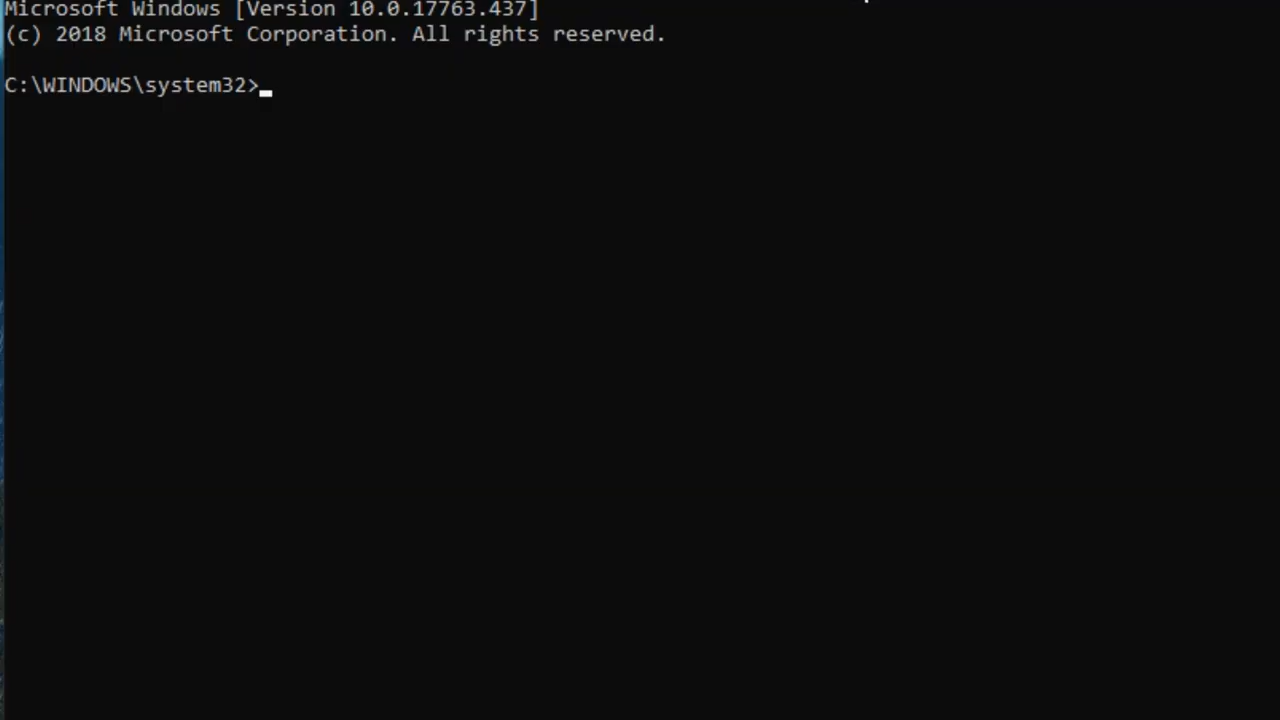 Microsoft Windows [Version 10.0.17763.437]
(c) 2018 Microsoft Corporation. All rights reserved.
C:\WINDOWS\system32>